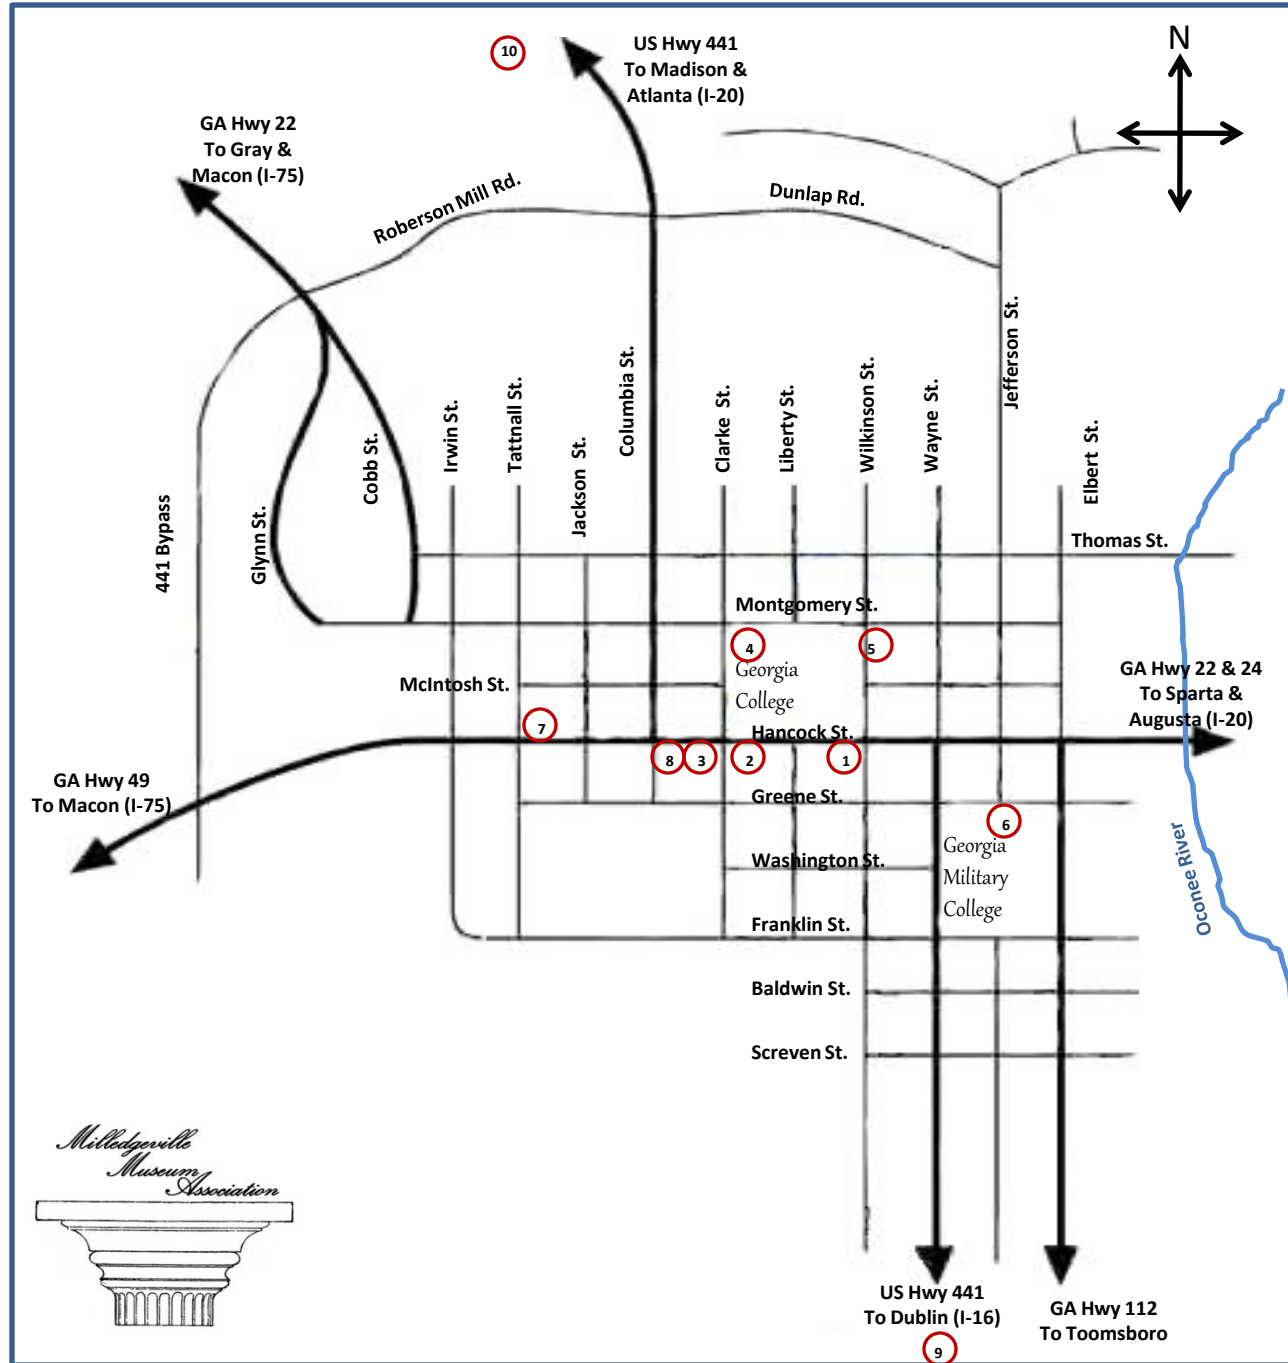 10
US Hwy 441
To Madison &
Atlanta (I-20)
N
GA Hwy 22
To Gray &
Macon (I-75)
Roberson Mill Rd.
Dunlap Rd.
Jefferson St.
Columbia St.
Clarke St.
Liberty St.
Wilkinson St.
Wayne St.
Elbert St.
Irwin St.
Tattnall St.
Jackson St.
Cobb St.
Glynn St.
441 Bypass
Thomas St.
Montgomery St.
4
5
Georgia
College
McIntosh St.
GA Hwy 22 & 24
To Sparta &
Augusta (I-20)
7
Hancock St.
8
3
2
1
GA Hwy 49
To Macon (I-75)
Greene St.
6
Georgia
Military
College
Washington St.
Oconee River
Franklin St.
Baldwin St.
Screven St.
Milledgeville
Museum
Association
US Hwy 441
To Dublin (I-16)
9
GA Hwy 112
To Toomsboro